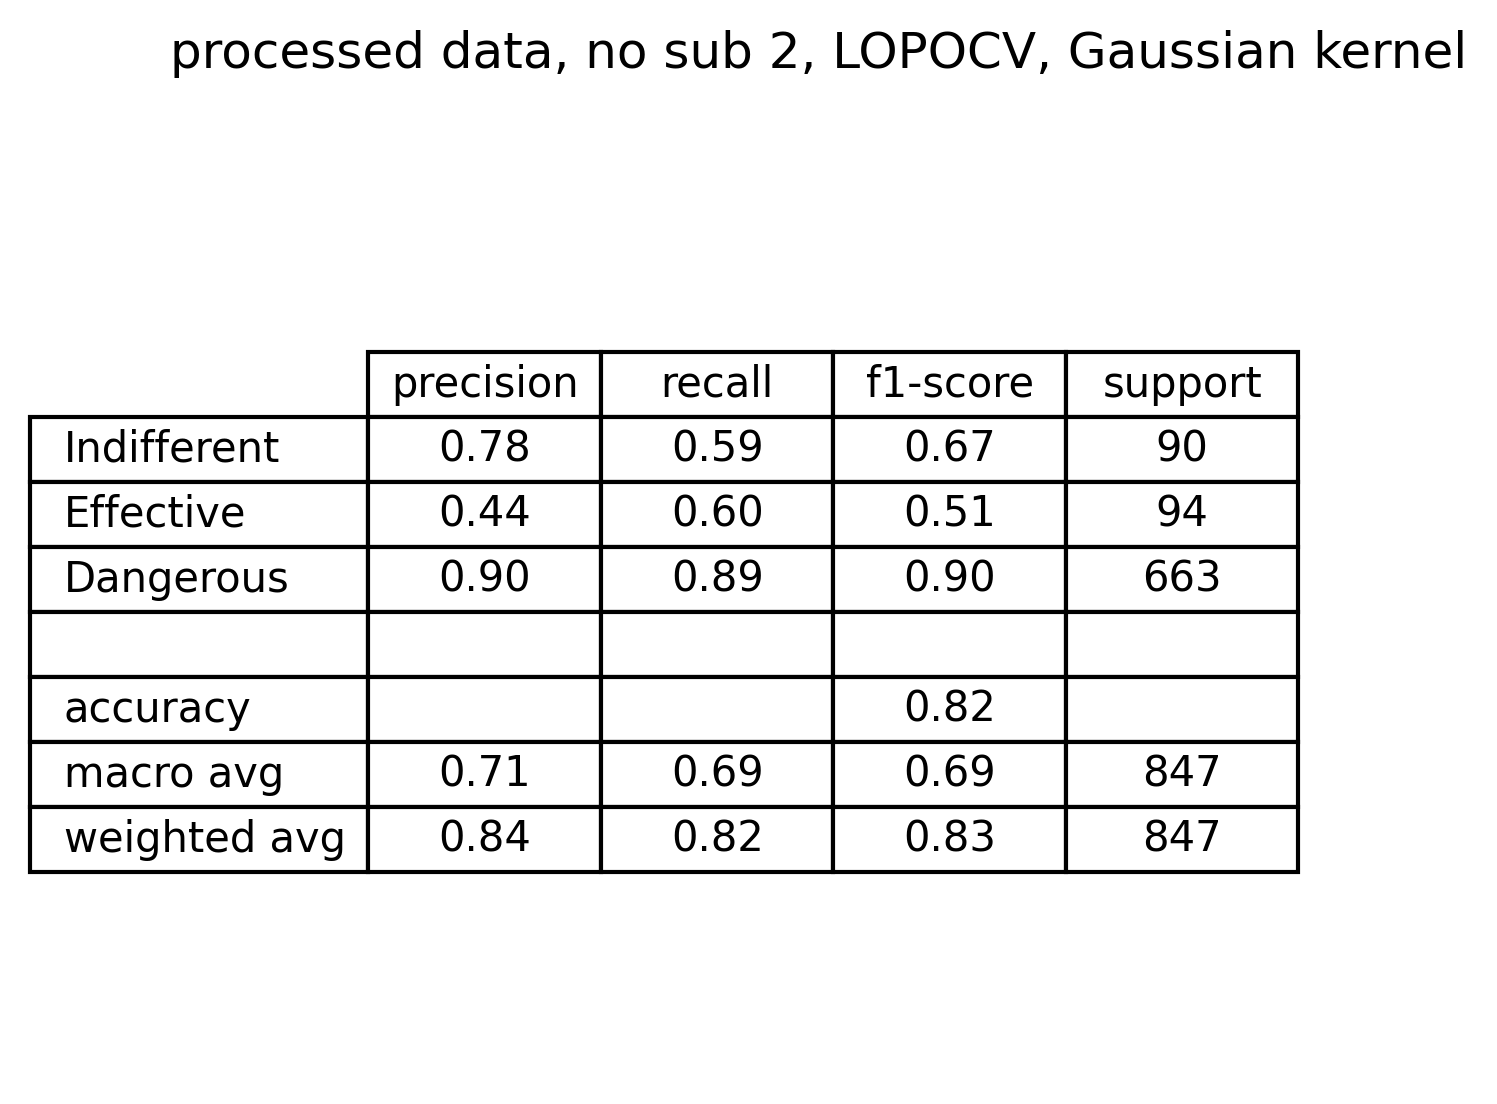 processed data, no sub 2, LOPOCV, Gaussian kernel
precision recall f1-score support
Indifferent 0.78 0.59 0.67 90
Effective 0.44 0.60 0.51 94
Dangerous 0.90 0.89 0.90 663
accuracy 0.82
macro avg 0.71 0.69 0.69 847
weighted avg 0.84 0.82 0.83 847